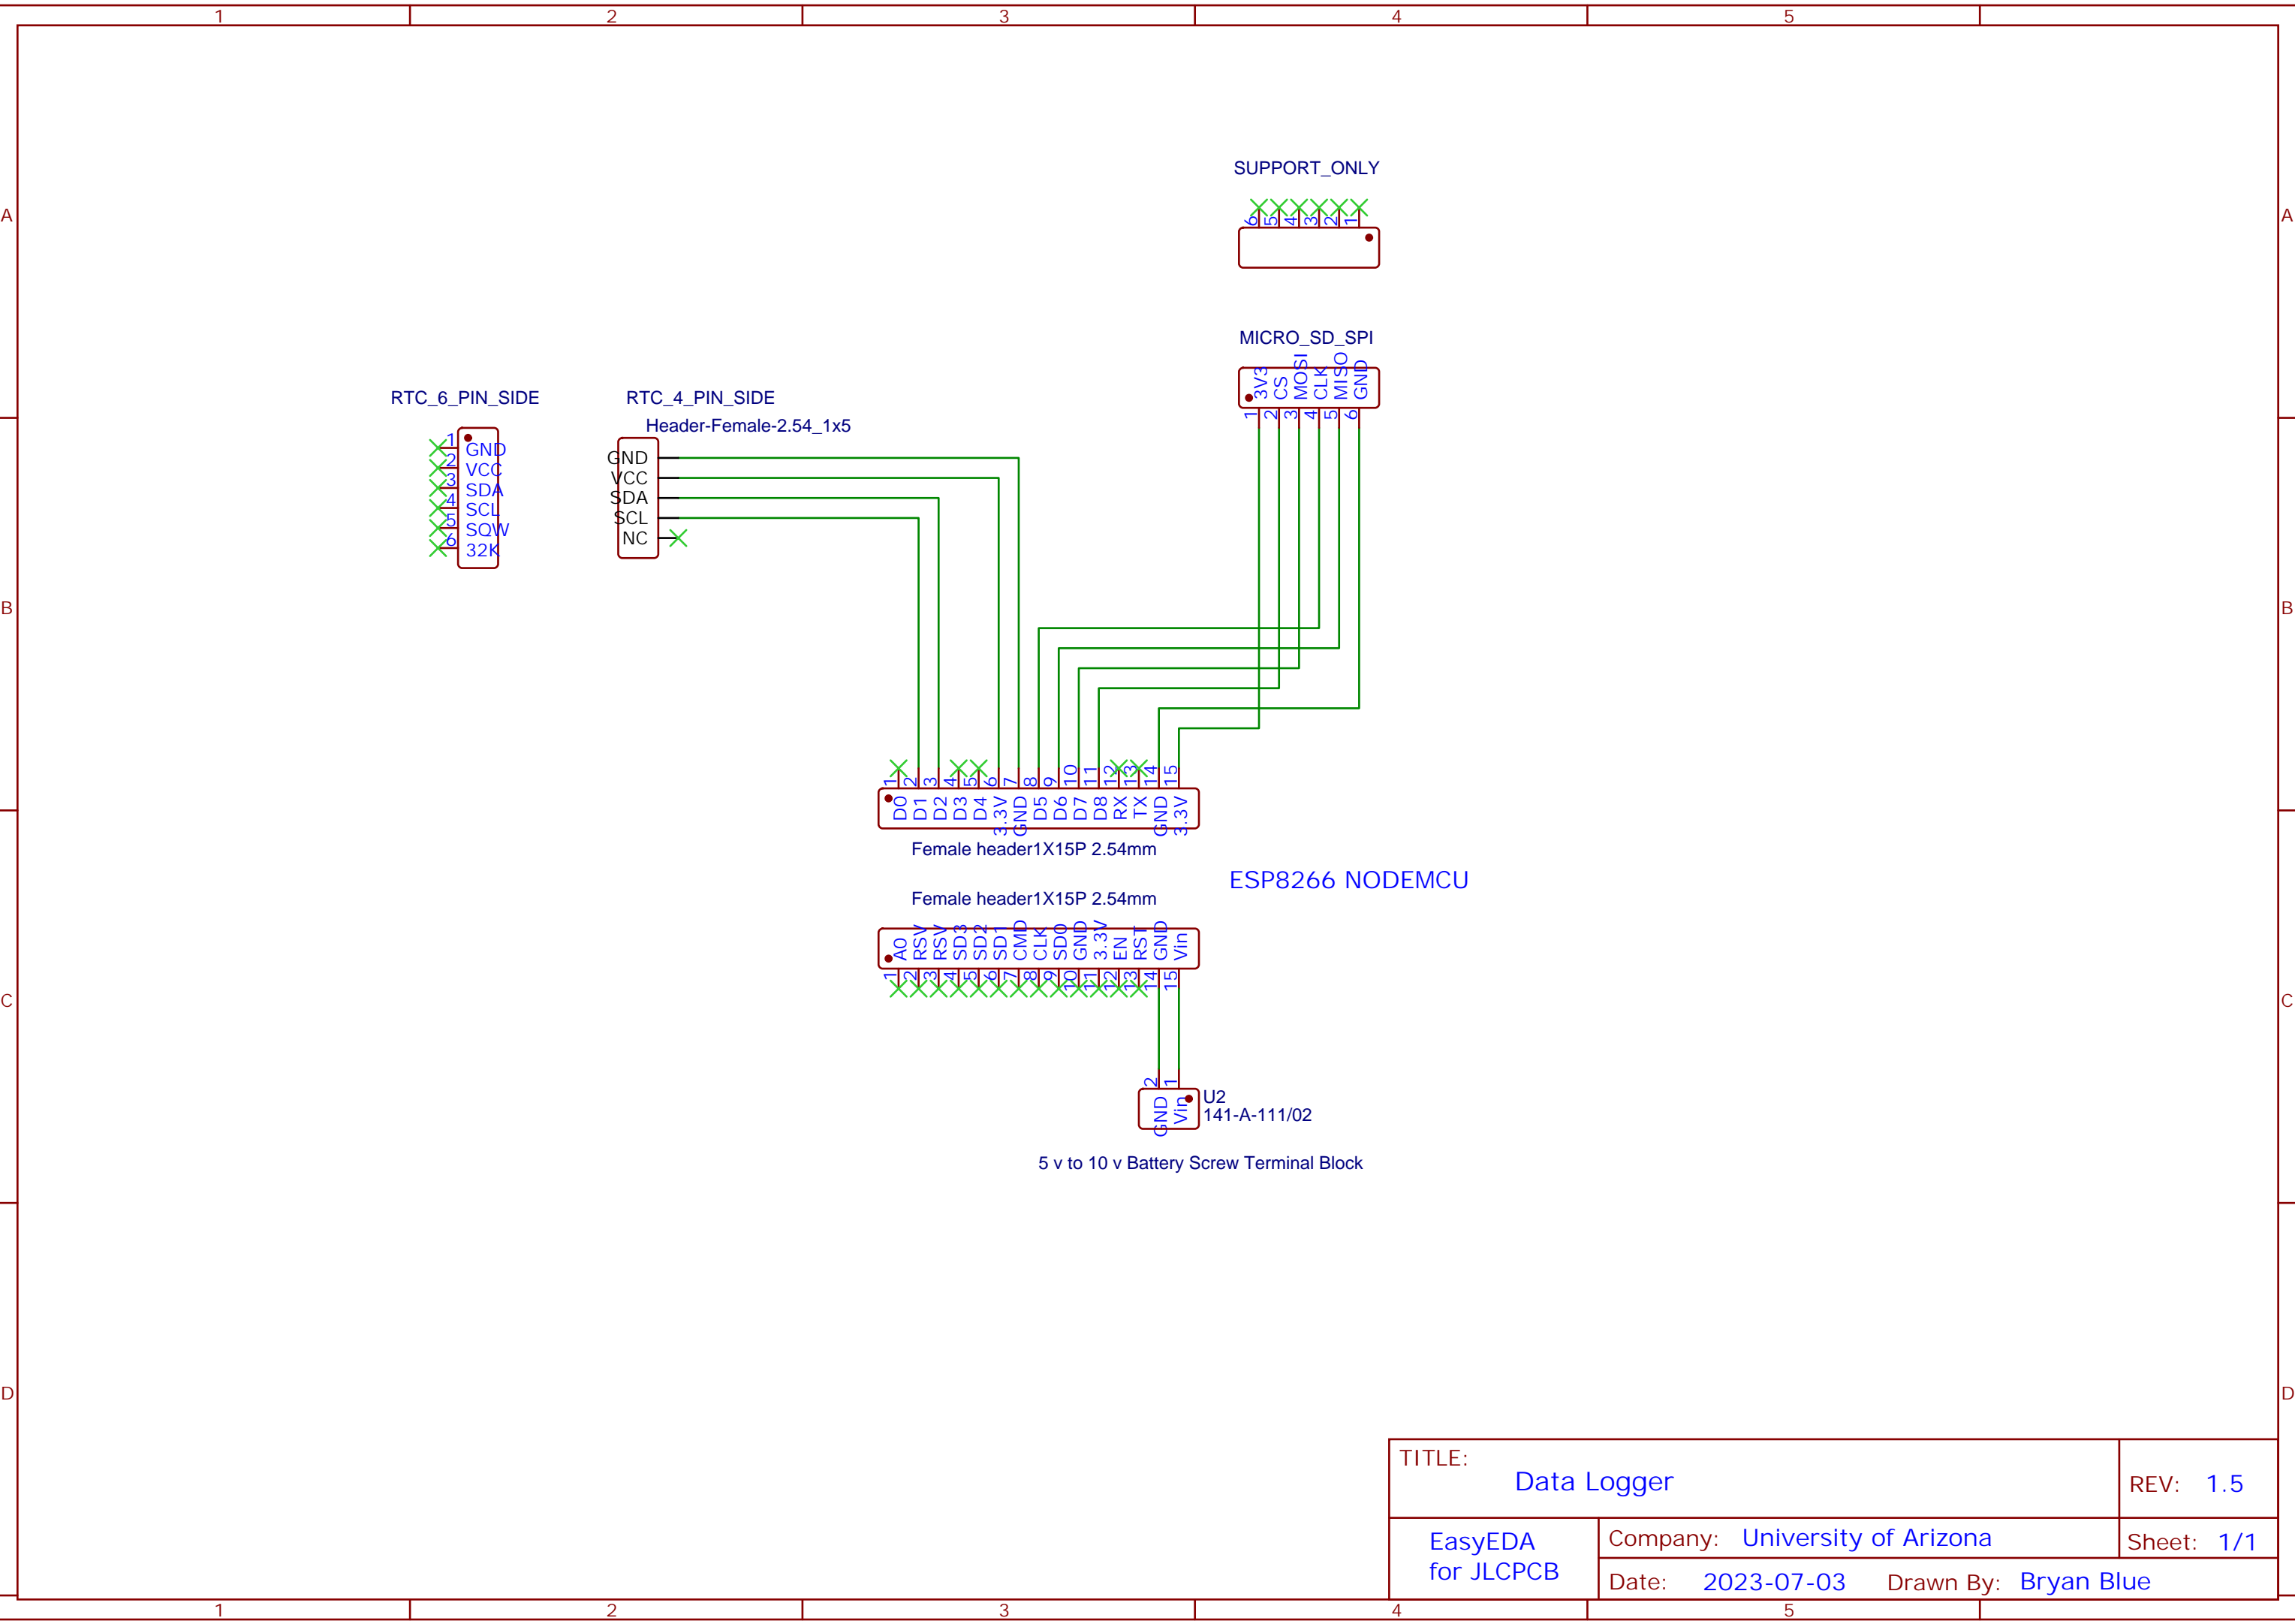 1 2 3 4 5
A A
B B
C C
D D
SUPPORT_ONLY
6 5 4 3 2 1
MICRO_SD_SPI
3V3 CS MOSI CLK MISO GND
1 2 3 4 5 6
RTC_6_PIN_SIDE
1 GND
2 VCC
3 SDA
4 SCL
5 SQW
6 32K
RTC_4_PIN_SIDE
Header-Female-2.54_1x5
GND
VCC
SDA
SCL
NC
1 2 3 4 5 6 7 8 9 10 11 12 13 14 15
D0 D1 D2 D3 D4 3.3V GND D5 D6 D7 D8 RX TX GND 3.3V
Female header1X15P 2.54mm
ESP8266 NODEMCU
Female header1X15P 2.54mm
A0 RSV RSV SD3 SD2 SD1 CMD CLK SD0 GND 3.3V EN RST GND Vin
1 2 3 4 5 6 7 8 9 10 11 12 13 14 15
2 1
GND Vin
U2
141-A-111/02
5 v to 10 v Battery Screw Terminal Block
TITLE:
Data Logger
REV: 1.5
EasyEDA
for JLCPCB
Company: University of Arizona
Sheet: 1/1
Date: 2023-07-03 Drawn By: Bryan Blue
1 2 3 4 5